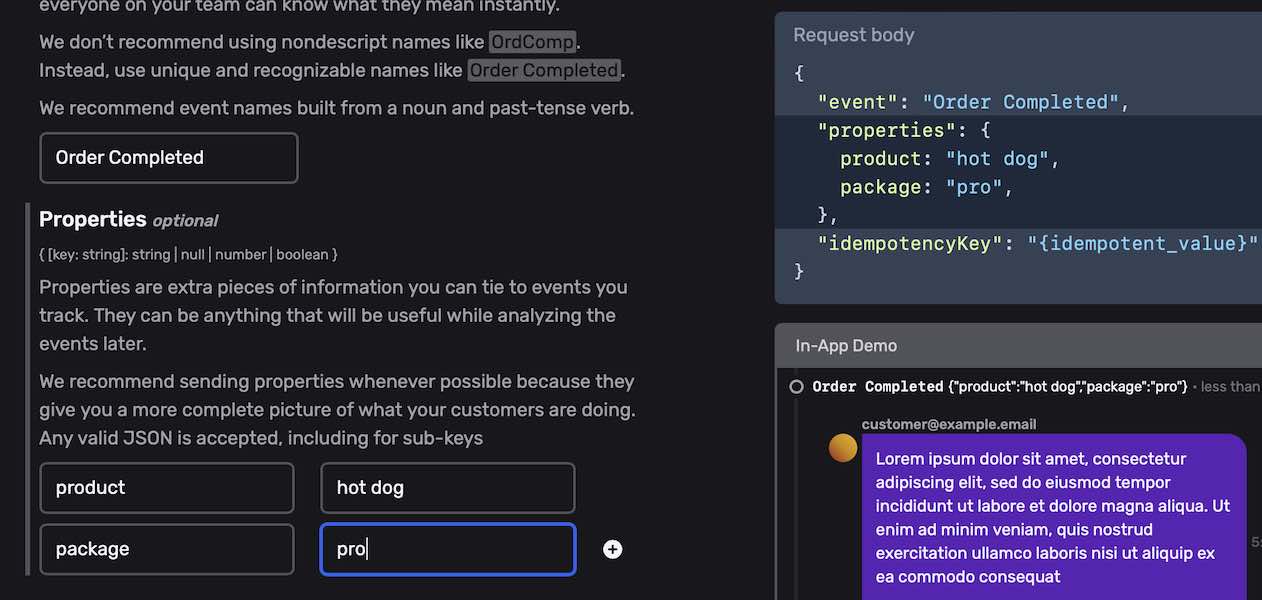 everyone on your team can know what they mean instantly.
We don’t recommend using nondescript names like OrdComp.
Instead, use unique and recognizable names like Order Completed.
We recommend event names built from a noun and past-tense verb.
Order Completed
Properties optional
{ [key: string]: string | null | number | boolean }
Properties are extra pieces of information you can tie to events you
track. They can be anything that will be useful while analyzing the
events later.
We recommend sending properties whenever possible because they
give you a more complete picture of what your customers are doing.
Any valid JSON is accepted, including for sub-keys
product
hot dog
package
pro
Request body
{
"event": "Order Completed",
"properties": {
product: "hot dog",
package: "pro",
},
"idempotencyKey": "{idempotent_value}"
}
In-App Demo
Order Completed {"product":"hot dog","package":"pro"} · less than
customer@example.email
Lorem ipsum dolor sit amet, consectetur
adipiscing elit, sed do eiusmod tempor
incididunt ut labore et dolore magna aliqua. Ut
enim ad minim veniam, quis nostrud
exercitation ullamco laboris nisi ut aliquip ex
ea commodo consequat